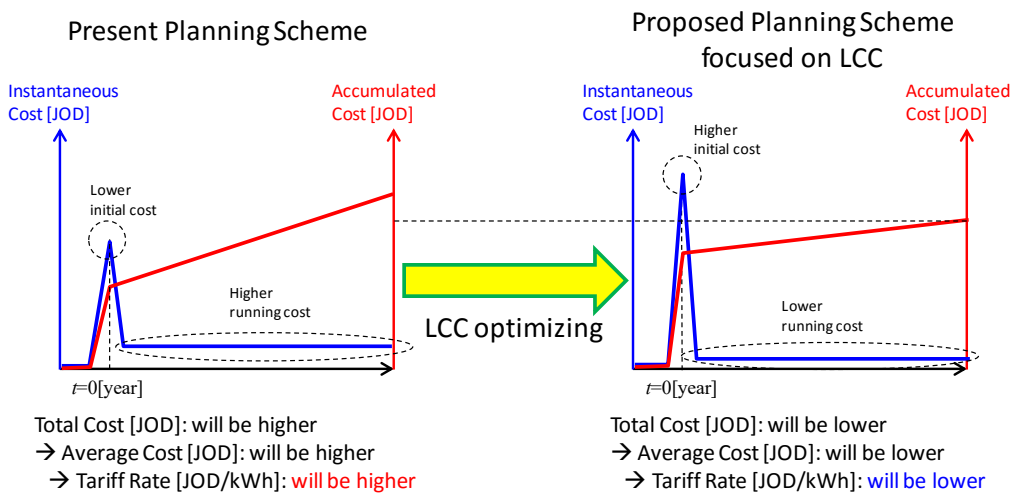 Present Planning Scheme
Instantaneous
Cost [JOD]
Accumulated
Cost [JOD]
Lower
initial cost
Higher
running cost
t=0[year]
Total Cost [JOD]: will be higher
→ Average Cost [JOD]: will be higher
→ Tariff Rate [JOD/kWh]: will be higher
LCC optimizing
Proposed Planning Scheme
focused on LCC
Instantaneous
Cost [JOD]
Accumulated
Cost [JOD]
Higher
initial cost
Lower
running cost
t=0[year]
Total Cost [JOD]: will be lower
→ Average Cost [JOD]: will be lower
→ Tariff Rate [JOD/kWh]: will be lower